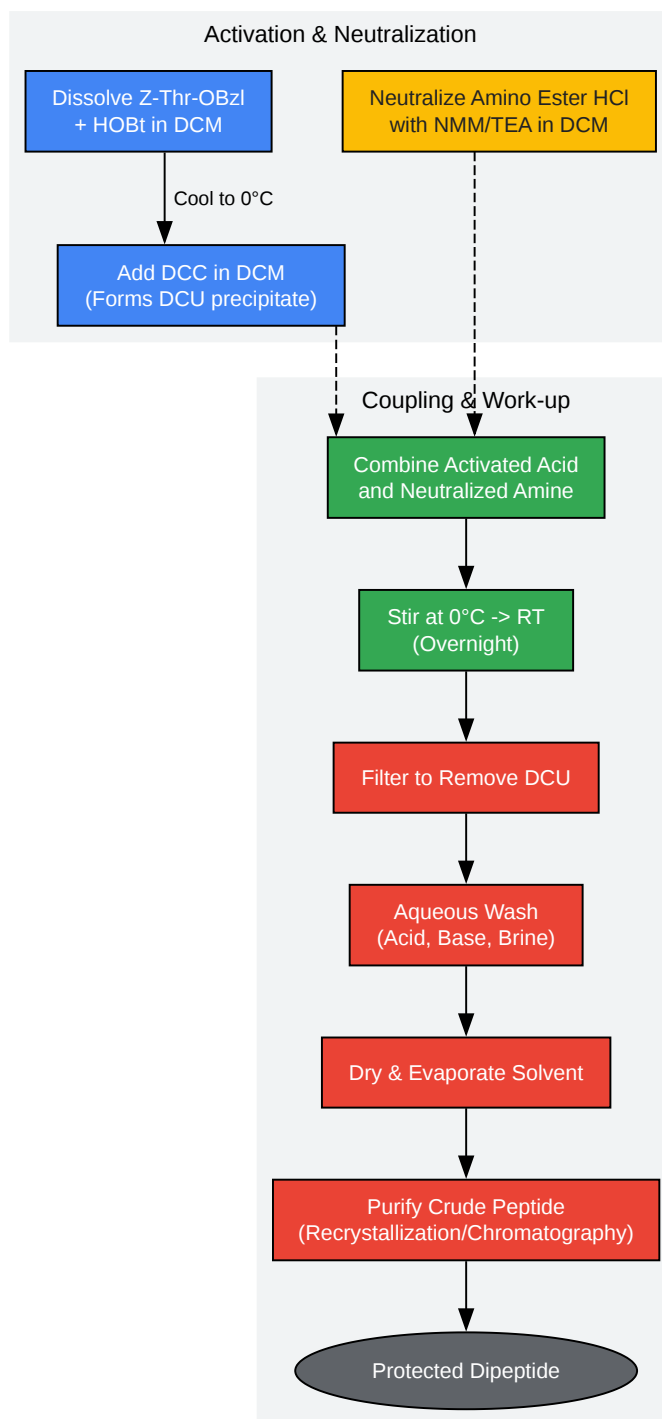 Activation & Neutralization
Dissolve Z-Thr-OBzl
+ HOBt in DCM
Neutralize Amino Ester HCl
with NMM/TEA in DCM
Cool to 0°C
Add DCC in DCM
(Forms DCU precipitate)
Coupling & Work-up
Combine Activated Acid
and Neutralized Amine
Stir at 0°C -> RT
(Overnight)
Filter to Remove DCU
Aqueous Wash
(Acid, Base, Brine)
Dry & Evaporate Solvent
Purify Crude Peptide
(Recrystallization/Chromatography)
Protected Dipeptide